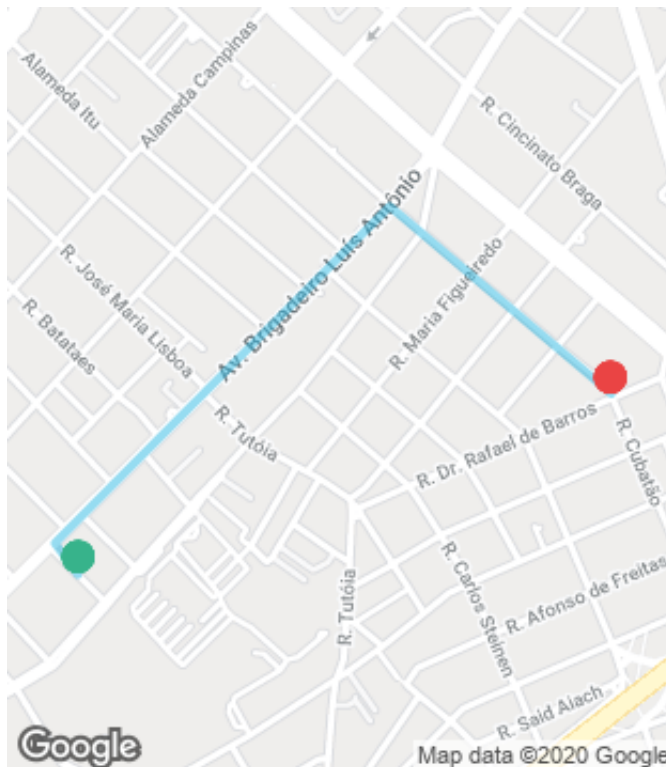 Alameda Itu
Alameda Campinas
R. Cincinato Braga
Av. Brigadeiro Luís Antônio
R. José Maria Lisboa
R. Maria Figueiredo
R. Batataes
R. Tutóia
R. Dr. Rafael de Barros
R. Cubatão
R. Tutóia
R. Carlos Steinen
R. Afonso de Freitas
R. Said Aiach
Google
Map data ©2020 Google